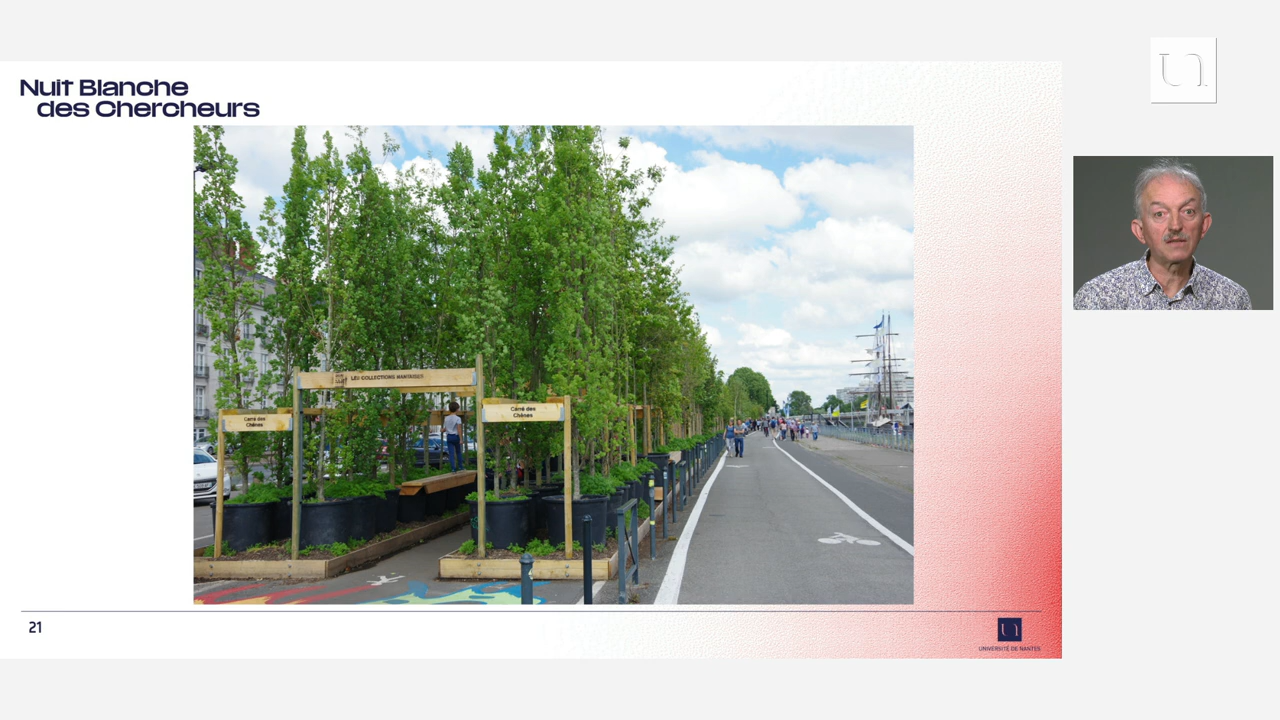 Nuit Blanche
des Chercheurs
LES COLLECTIONS NANTAISES
Carré des
Chênes
Carré des
Chênes
21
UNIVERSITÉ DE NANTES